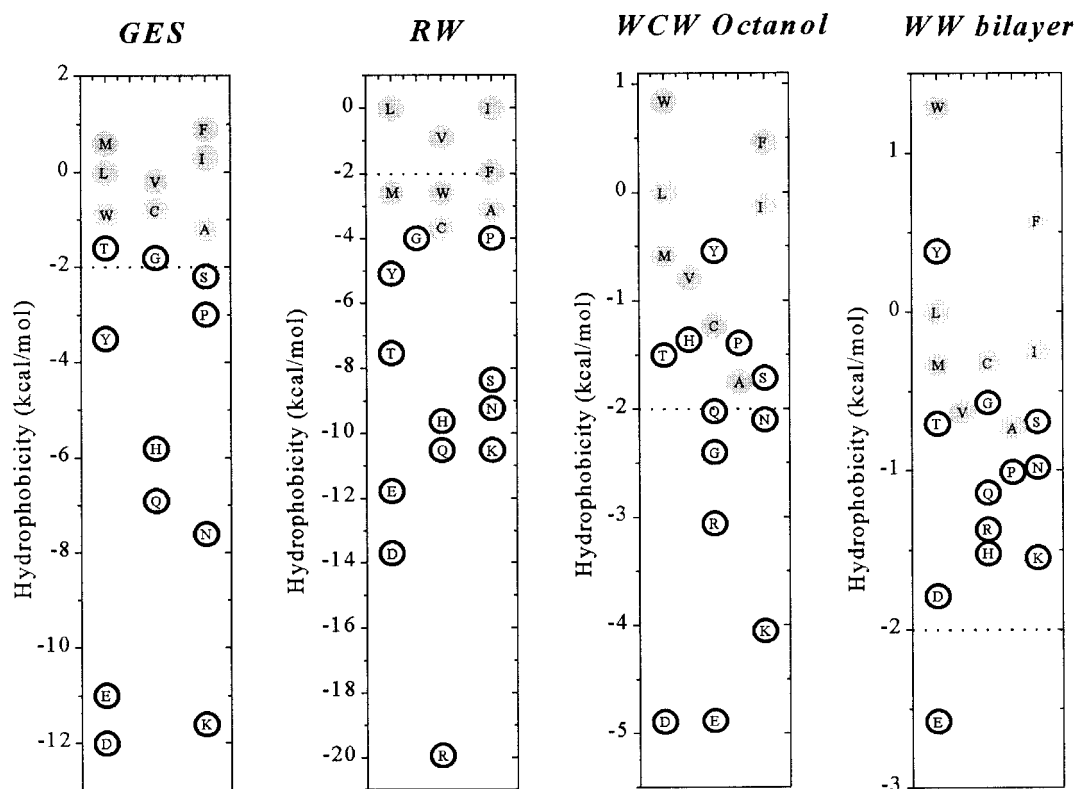 GES
RW
WCW Octanol
WW bilayer
Hydrophobicity (kcal/mol)
2
0
-2
-4
-6
-8
-10
-12
M
F
L
I
V
W
C
A
T
G
S
P
Y
H
Q
N
E
K
D
Hydrophobicity (kcal/mol)
0
-2
-4
-6
-8
-10
-12
-14
-16
-18
-20
L
I
V
F
M
W
A
C
G
P
Y
T
S
N
H
Q
K
E
D
R
Hydrophobicity (kcal/mol)
1
0
-1
-2
-3
-4
-5
W
F
L
I
Y
M
V
C
H
P
T
A
S
Q
N
G
R
K
D
E
Hydrophobicity (kcal/mol)
1
0
-1
-2
-3
W
F
Y
L
I
M
C
G
V
T
A
S
P
N
Q
R
H
K
D
E